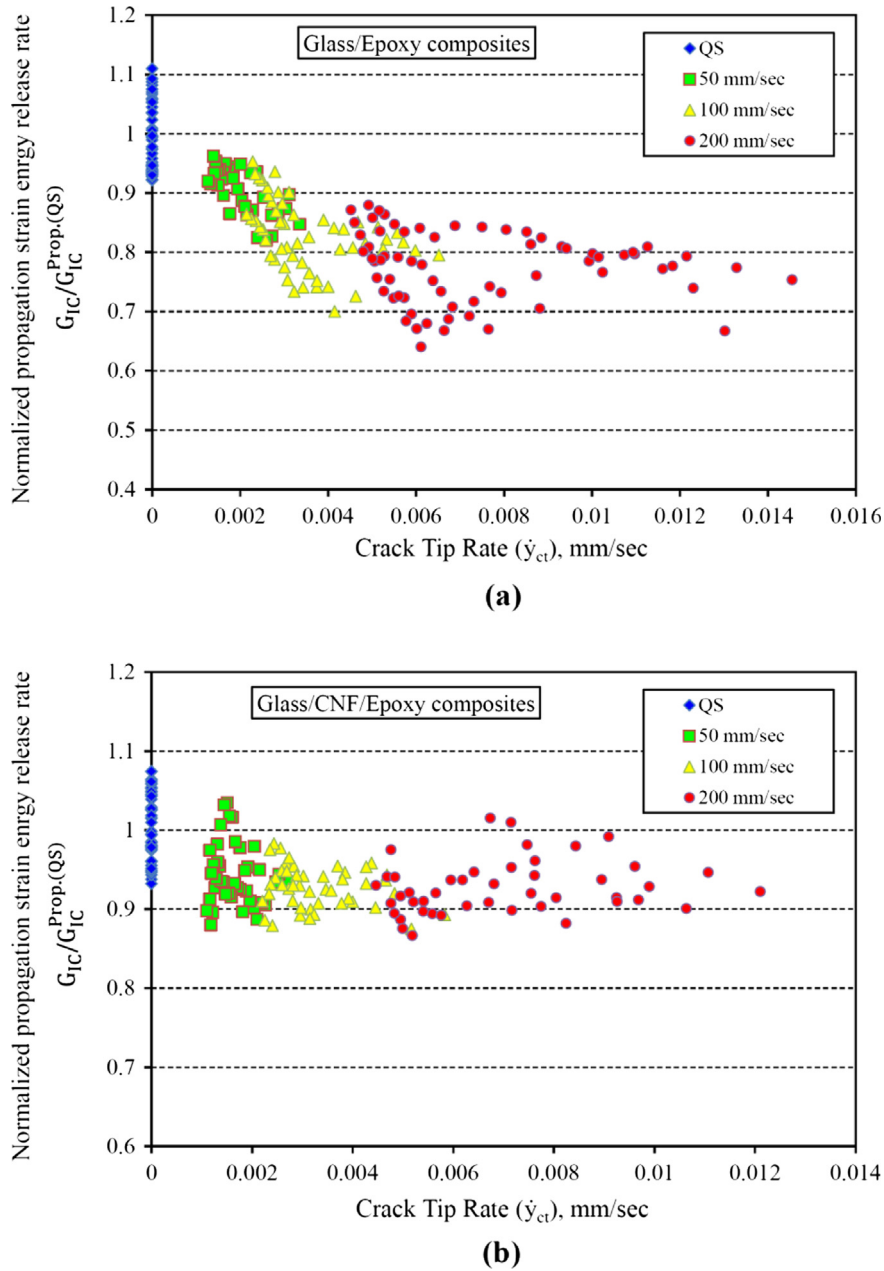 (a)
Normalized propagation strain enrgy release rate
G_IC/G_IC^Prop.(QS)
1.2
1.1
1
0.9
0.8
0.7
0.6
0.5
0.4
Glass/Epoxy composites
QS
50 mm/sec
100 mm/sec
200 mm/sec
0 0.002 0.004 0.006 0.008 0.01 0.012 0.014 0.016
Crack Tip Rate (ẏct), mm/sec
(a)
Normalized propagation strain enrgy release rate
G_IC/G_IC^Prop.(QS)
1.2
1.1
1
0.9
0.8
0.7
0.6
Glass/CNF/Epoxy composites
QS
50 mm/sec
100 mm/sec
200 mm/sec
0 0.002 0.004 0.006 0.008 0.01 0.012 0.014
Crack Tip Rate (ẏct), mm/sec
(b)